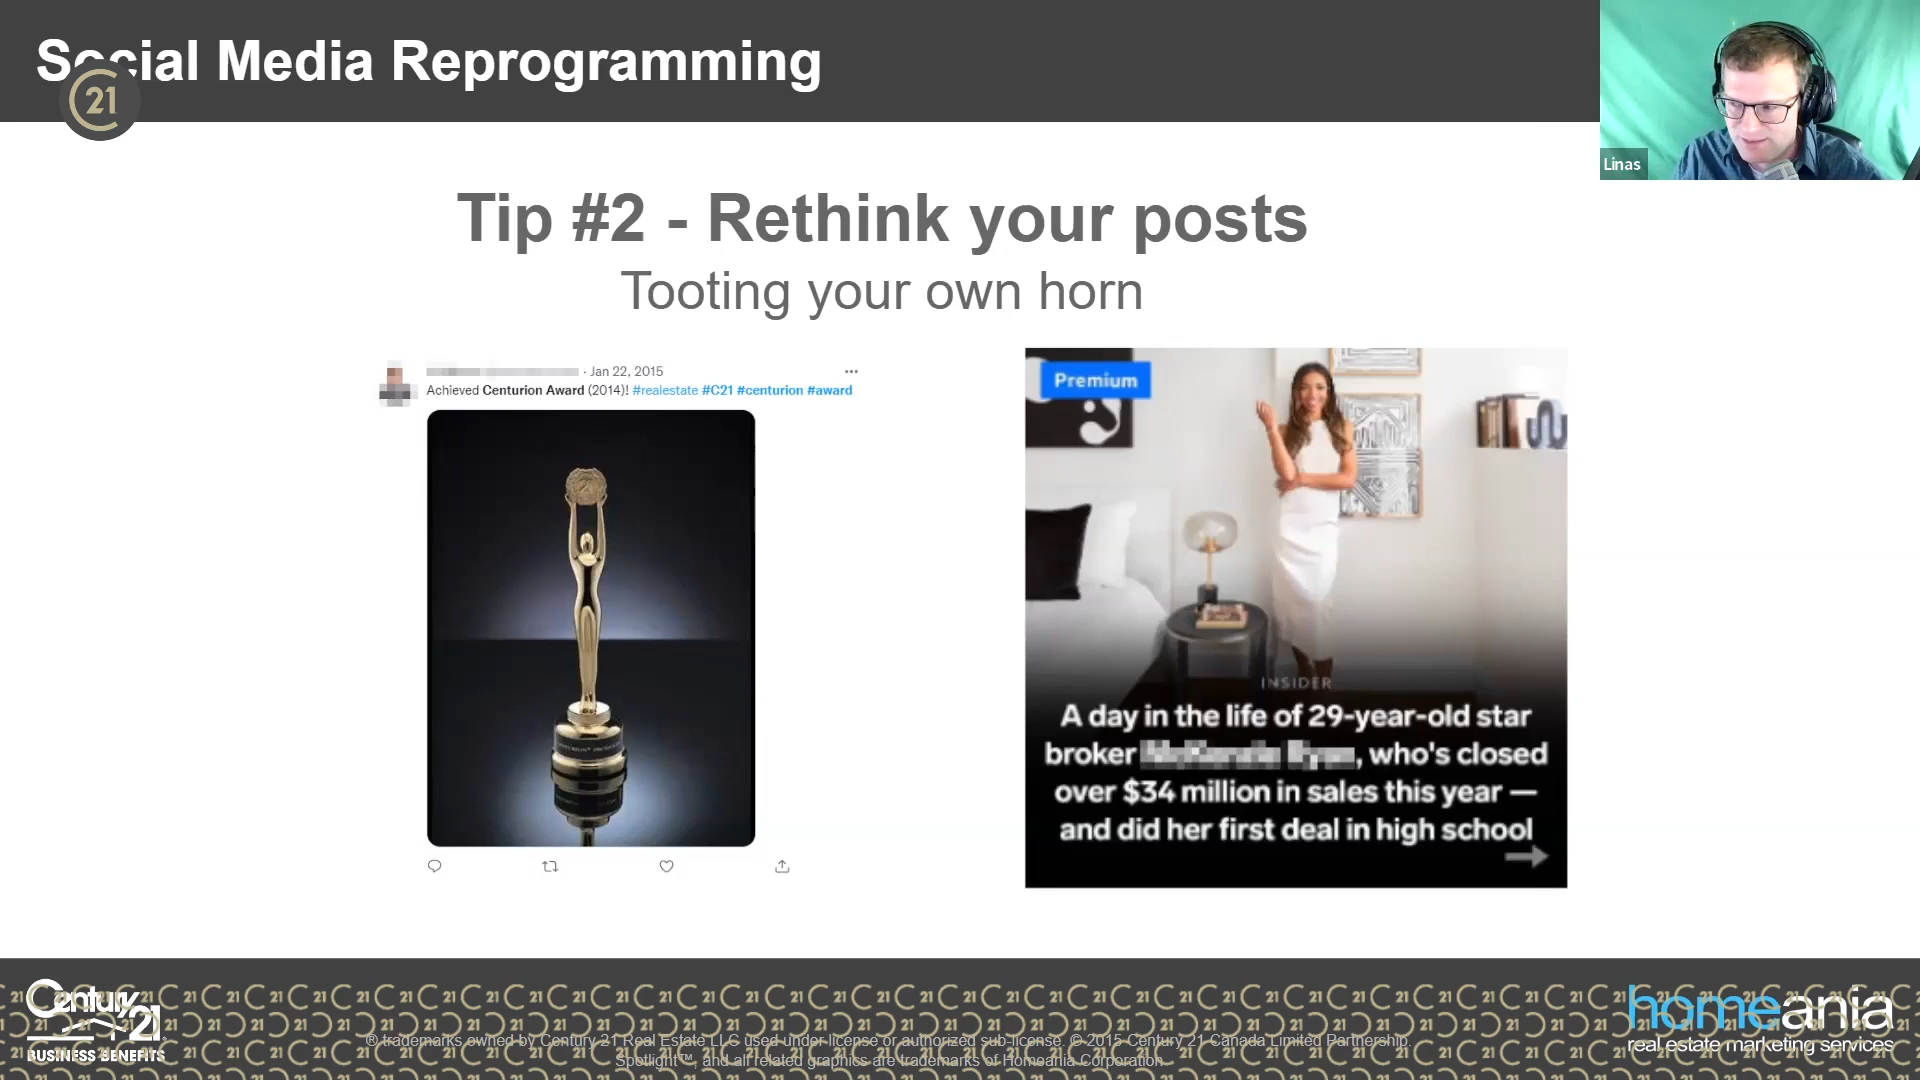 Social Media Reprogramming
C21
Linas
Tip #2 - Rethink your posts
Tooting your own horn
· Jan 22, 2015
Achieved Centurion Award (2014)! #realestate #C21 #centurion #award
Premium
INSIDER
A day in the life of 29-year-old star
broker , who's closed
over $34 million in sales this year —
and did her first deal in high school
Century 21
BUSINESS BENEFITS
® trademarks owned by Century 21 Real Estate LLC used under license or authorized sub-license. © 2015 Century 21 Canada Limited Partnership.
Spotlight™, and all related graphics are trademarks of Homeania Corporation
homeania
real estate marketing services